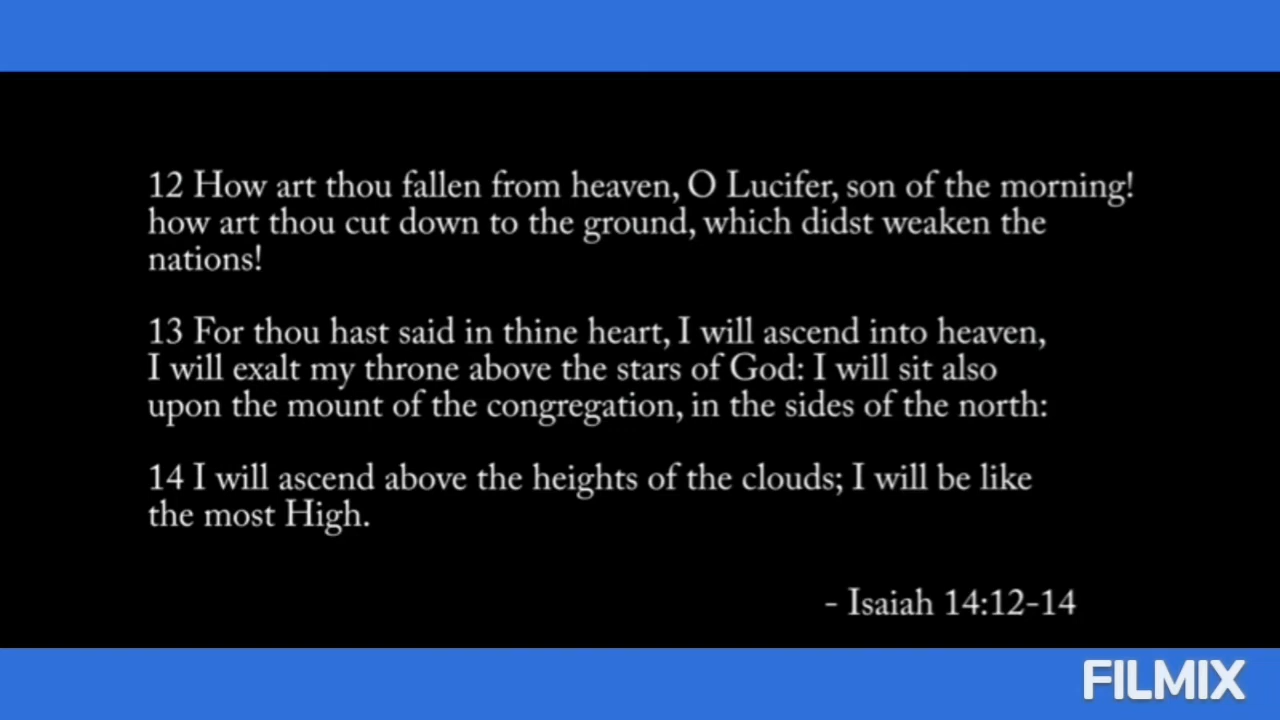 12 How art thou fallen from heaven, O Lucifer, son of the morning!
how art thou cut down to the ground, which didst weaken the
nations!
13 For thou hast said in thine heart, I will ascend into heaven,
I will exalt my throne above the stars of God: I will sit also
upon the mount of the congregation, in the sides of the north:
14 I will ascend above the heights of the clouds; I will be like
the most High.
- Isaiah 14:12-14
FILMIX